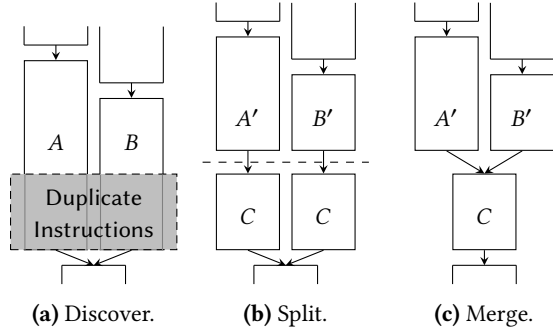 A
B
Duplicate
Instructions
(a) Discover.
A′
B′
C
C
(b) Split.
A′
B′
C
(c) Merge.